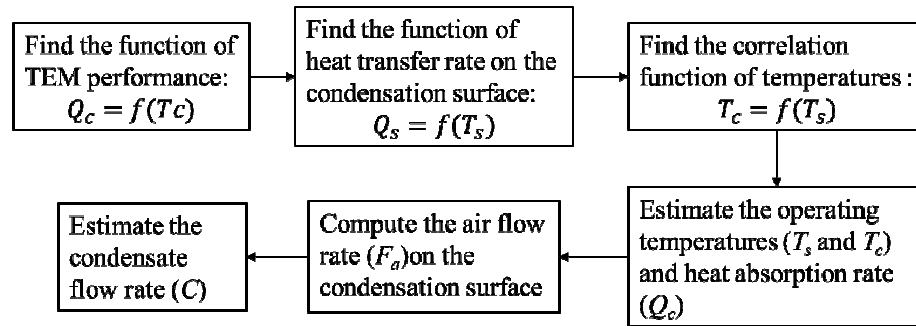 Find the function of
TEM performance:
Q_c = f(Tc)
Find the function of
heat transfer rate on the
condensation surface:
Q_s = f(T_s)
Find the correlation
function of temperatures :
T_c = f(T_s)
Estimate the operating
temperatures (T_s and T_c)
and heat absorption rate
(Q_c)
Compute the air flow
rate (F_a)on the
condensation surface
Estimate the
condensate
flow rate (C)